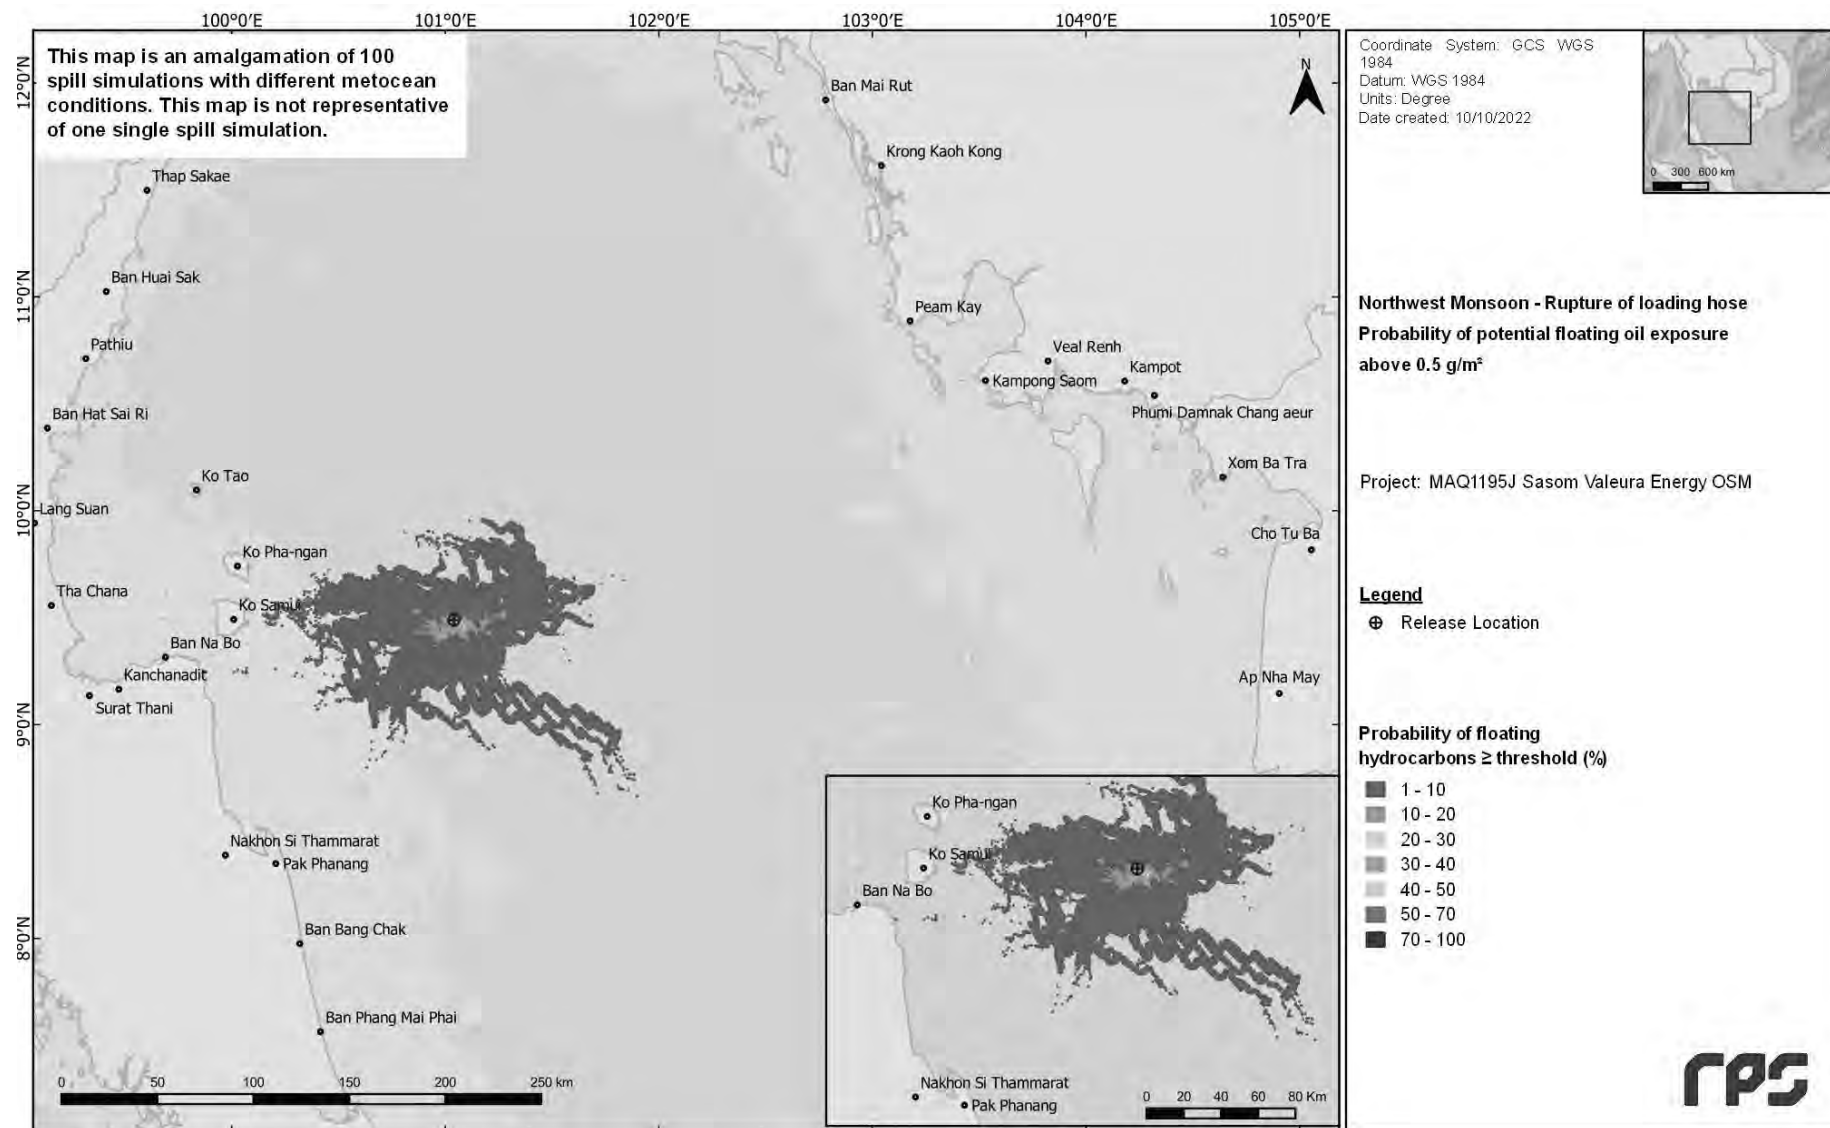 100°0'E 101°0'E 102°0'E 103°0'E 104°0'E 105°0'E
This map is an amalgamation of 100
spill simulations with different metocean
conditions. This map is not representative
of one single spill simulation.
12°0'N
11°0'N
10°0'N
9°0'N
8°0'N
N
Ban Mai Rut
Krong Kaoh Kong
Thap Sakae
Ban Huai Sak
Peam Kay
Pathiu
Veal Renh
Kampot
Kampong Saom
Ban Hat Sai Ri
Phumi Damnak Chang aeur
Xom Ba Tra
Ko Tao
Lang Suan
Cho Tu Ba
Ko Pha-ngan
Tha Chana
Ko Samui
Ban Na Bo
Kanchanadit
Ap Nha May
Surat Thani
Nakhon Si Thammarat
Pak Phanang
Ban Bang Chak
Ban Phang Mai Phai
0 50 100 150 200 250 km
Ko Pha-ngan
Ko Samui
Ban Na Bo
Nakhon Si Thammarat
Pak Phanang
0 20 40 60 80 Km
Coordinate System: GCS WGS
1984
Datum: WGS 1984
Units: Degree
Date created: 10/10/2022
0 300 600 km
Northwest Monsoon - Rupture of loading hose
Probability of potential floating oil exposure
above 0.5 g/m²
Project: MAQ1195J Sasom Valeura Energy OSM
Legend
Release Location
Probability of floating
hydrocarbons ≥ threshold (%)
1 - 10
10 - 20
20 - 30
30 - 40
40 - 50
50 - 70
70 - 100
rps